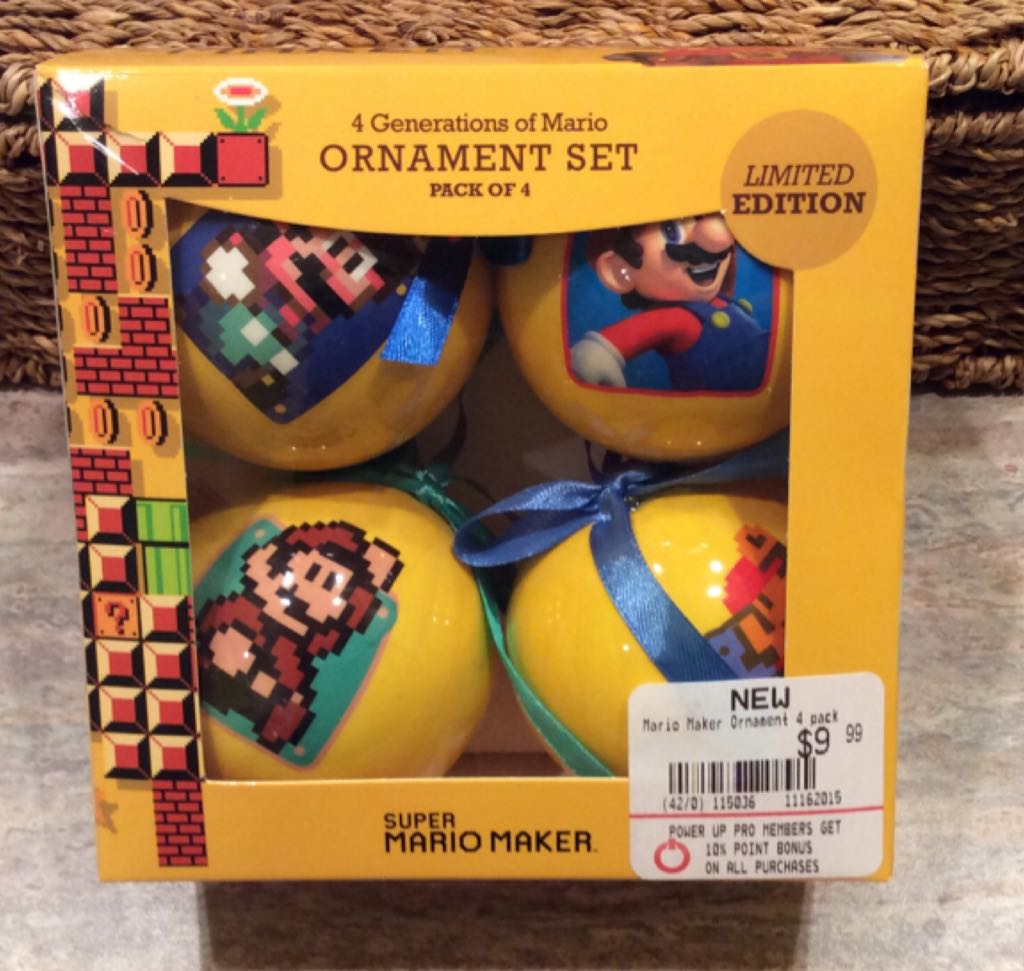 4 Generations of Mario
ORNAMENT SET
PACK OF 4
LIMITED
EDITION
?
SUPER
MARIO MAKER™
NEW
Mario Maker Ornament 4 pack
$9 99
(42/0) 115036 11162015
POWER UP PRO MEMBERS GET
10% POINT BONUS
ON ALL PURCHASES